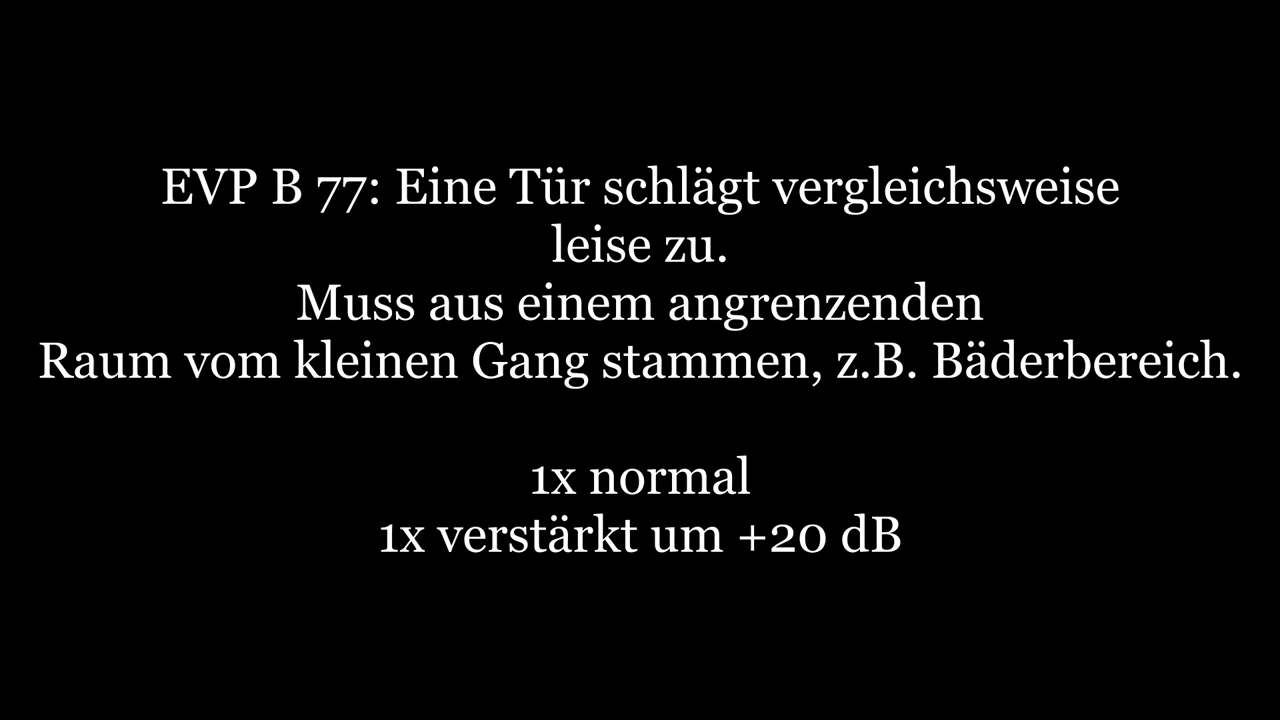 EVP B 77: Eine Tür schlägt vergleichsweise
leise zu.
Muss aus einem angrenzenden
Raum vom kleinen Gang stammen, z.B. Bäderbereich.
1x normal
1x verstärkt um +20 dB